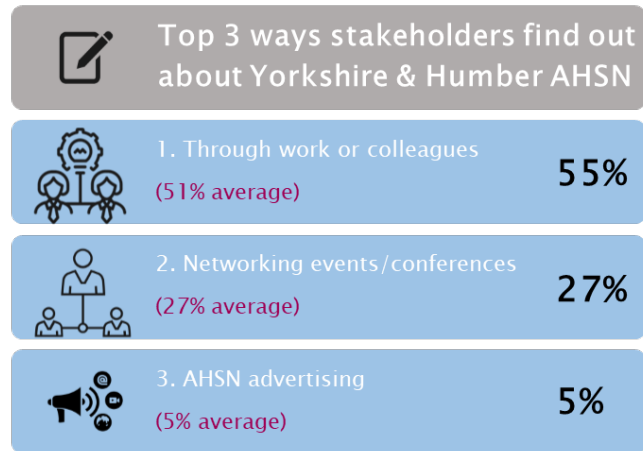 Top 3 ways stakeholders find out
about Yorkshire & Humber AHSN
1. Through work or colleagues
(51% average)
55%
2. Networking events/conferences
(27% average)
27%
3. AHSN advertising
(5% average)
5%